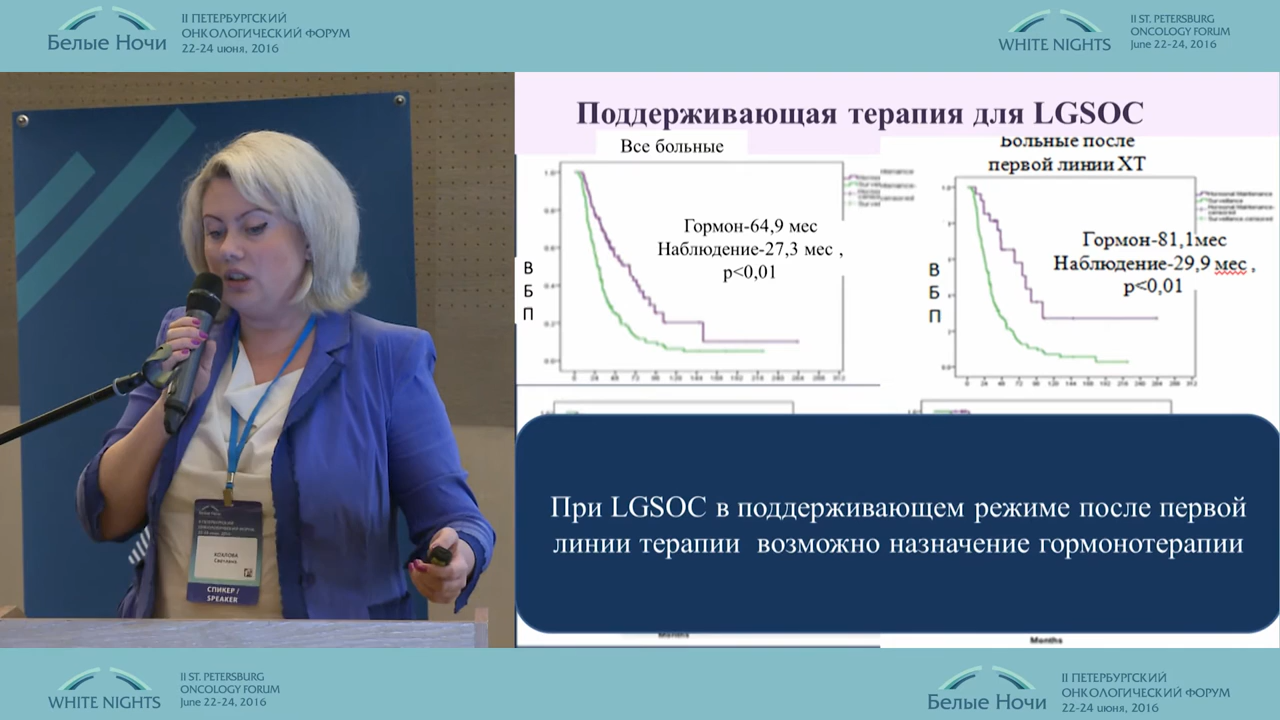 II ПЕТЕРБУРГСКИЙ
ОНКОЛОГИЧЕСКИЙ ФОРУМ
22-24 июня, 2016
Белые Ночи
II ST. PETERSBURG
ONCOLOGY FORUM
June 22-24, 2016
WHITE NIGHTS
Поддерживающая терапия для LGSOC
Все больные
Больные после
первой линии ХТ
Гормон-64,9 мес
Наблюдение-27,3 мес ,
р<0,01
В
Б
П
Гормон-81,1мес
Наблюдение-29,9 мес ,
р<0,01
В
Б
П
При LGSOC в поддерживающем режиме после первой
линии терапии возможно назначение гормонотерапии
Months
Months
КОЗЛОВА
Светлана
СПИКЕР /
SPEAKER
WHITE NIGHTS
II ST. PETERSBURG
ONCOLOGY FORUM
June 22-24, 2016
Белые Ночи
II ПЕТЕРБУРГСКИЙ
ОНКОЛОГИЧЕСКИЙ ФОРУМ
22-24 июня, 2016